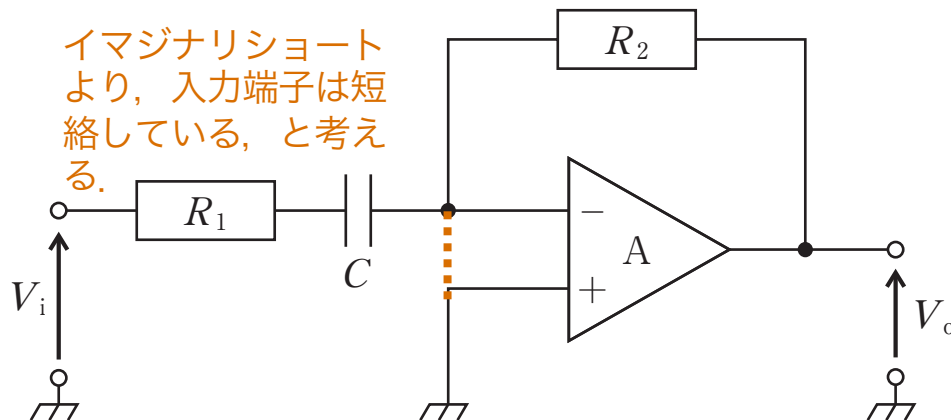 イマジナリショート
より，入力端子は短
絡している，と考え
る．
R₂
R₁
C
−
+
A
Vᵢ
Vₒ